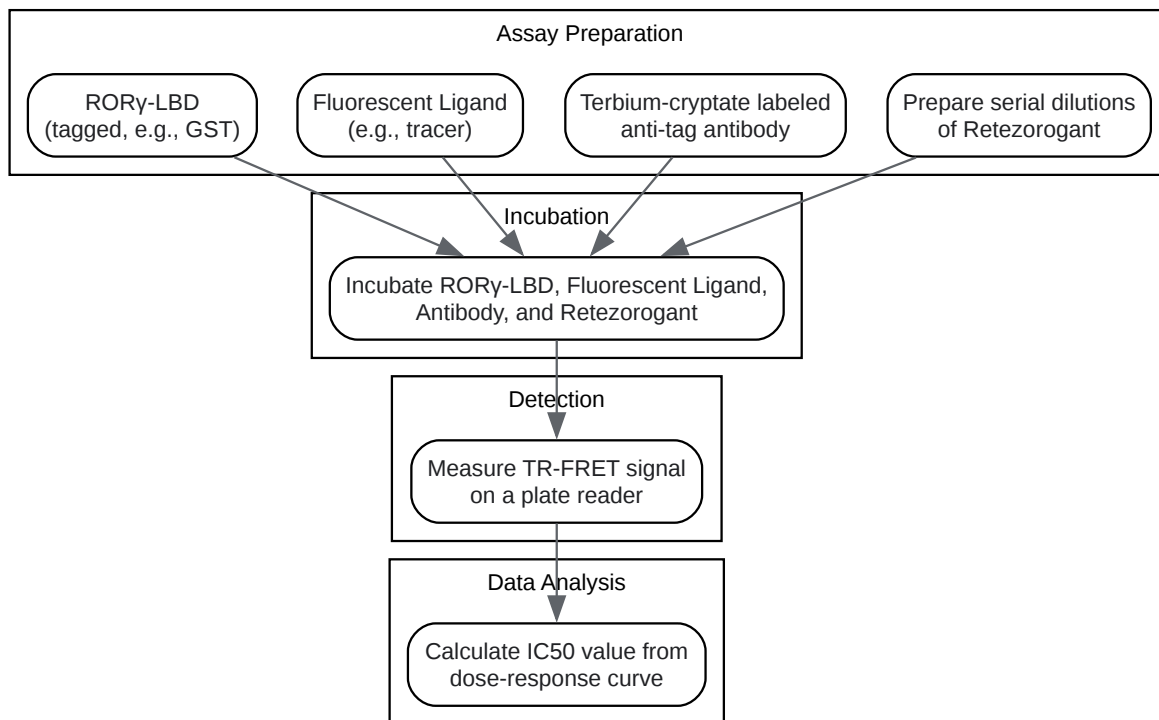 Assay Preparation
RORγ-LBD
(tagged, e.g., GST)
Fluorescent Ligand
(e.g., tracer)
Terbium-cryptate labeled
anti-tag antibody
Prepare serial dilutions
of Retezorogant
Incubation
Incubate RORγ-LBD, Fluorescent Ligand,
Antibody, and Retezorogant
Detection
Measure TR-FRET signal
on a plate reader
Data Analysis
Calculate IC50 value from
dose-response curve